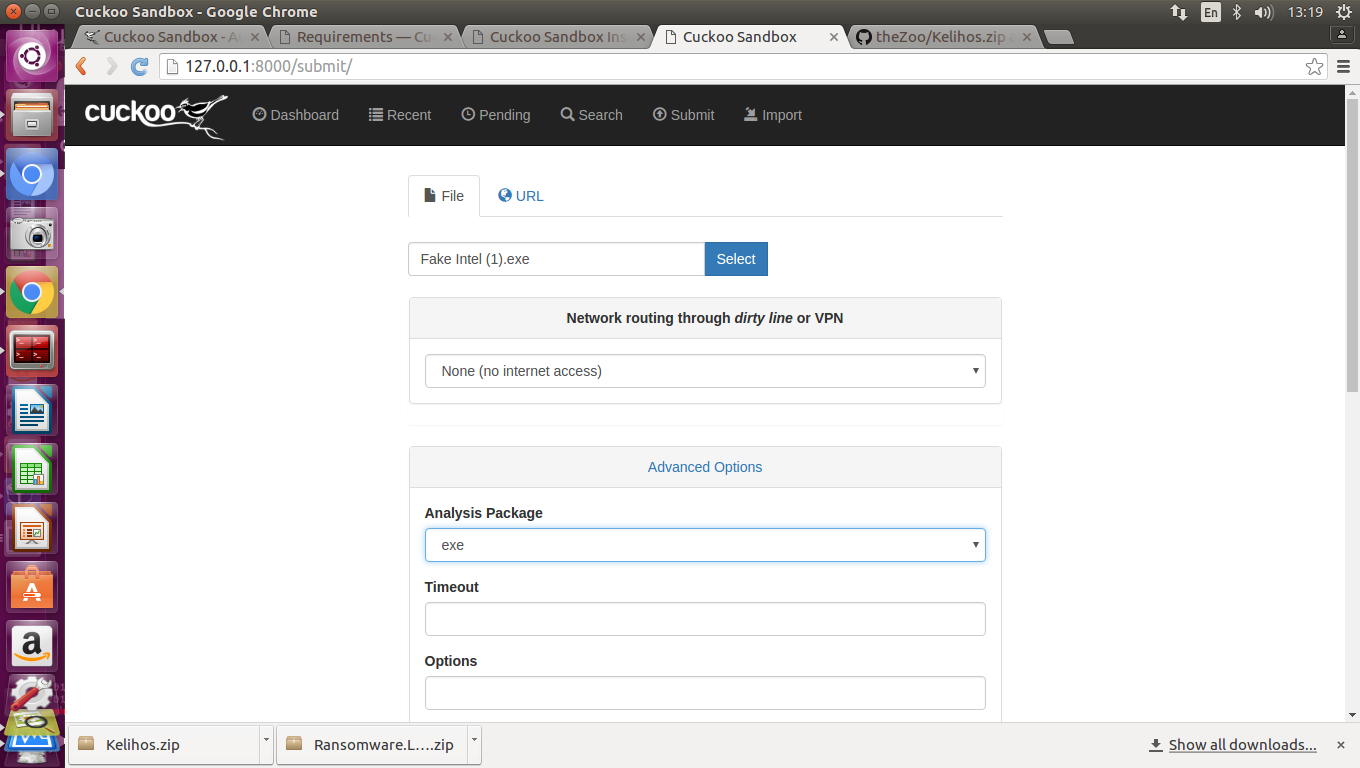 Cuckoo Sandbox - Google Chrome
En
13:19
Cuckoo Sandbox - A
Requirements — Cu
Cuckoo Sandbox Ins
Cuckoo Sandbox
theZoo/Kelihos.zip a
127.0.0.1:8000/submit/
cuckoo
Dashboard
Recent
Pending
Search
Submit
Import
File
URL
Fake Intel (1).exe
Select
Network routing through dirty line or VPN
None (no internet access)
Advanced Options
Analysis Package
exe
Timeout
Options
Kelihos.zip
Ransomware.L....zip
Show all downloads...